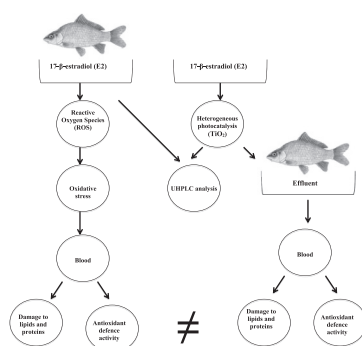 17-β-estradiol (E2)
17-β-estradiol (E2)
Reactive
Oxygen Species
(ROS)
Heterogeneous
photocatalysis
(TiO2)
Oxidative
stress
UHPLC analysis
Effluent
Blood
Blood
Damage to
lipids and
proteins
Antioxidant
defence
activity
≠
Damage to
lipids and
proteins
Antioxidant
defence
activity